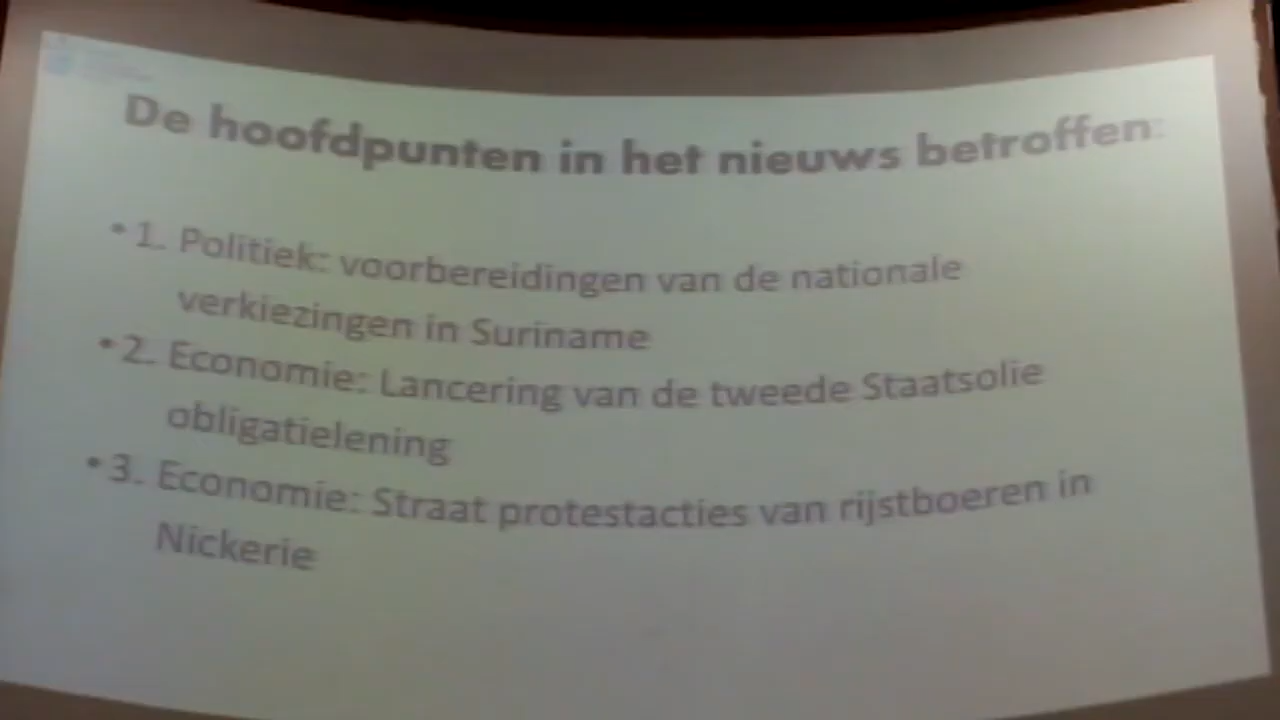 De hoofdpunten in het nieuws betroffen:
• 1. Politiek: voorbereidingen van de nationale
verkiezingen in Suriname
• 2. Economie: Lancering van de tweede Staatsolie
obligatielening
• 3. Economie: Straat protestacties van rijstboeren in
Nickerie